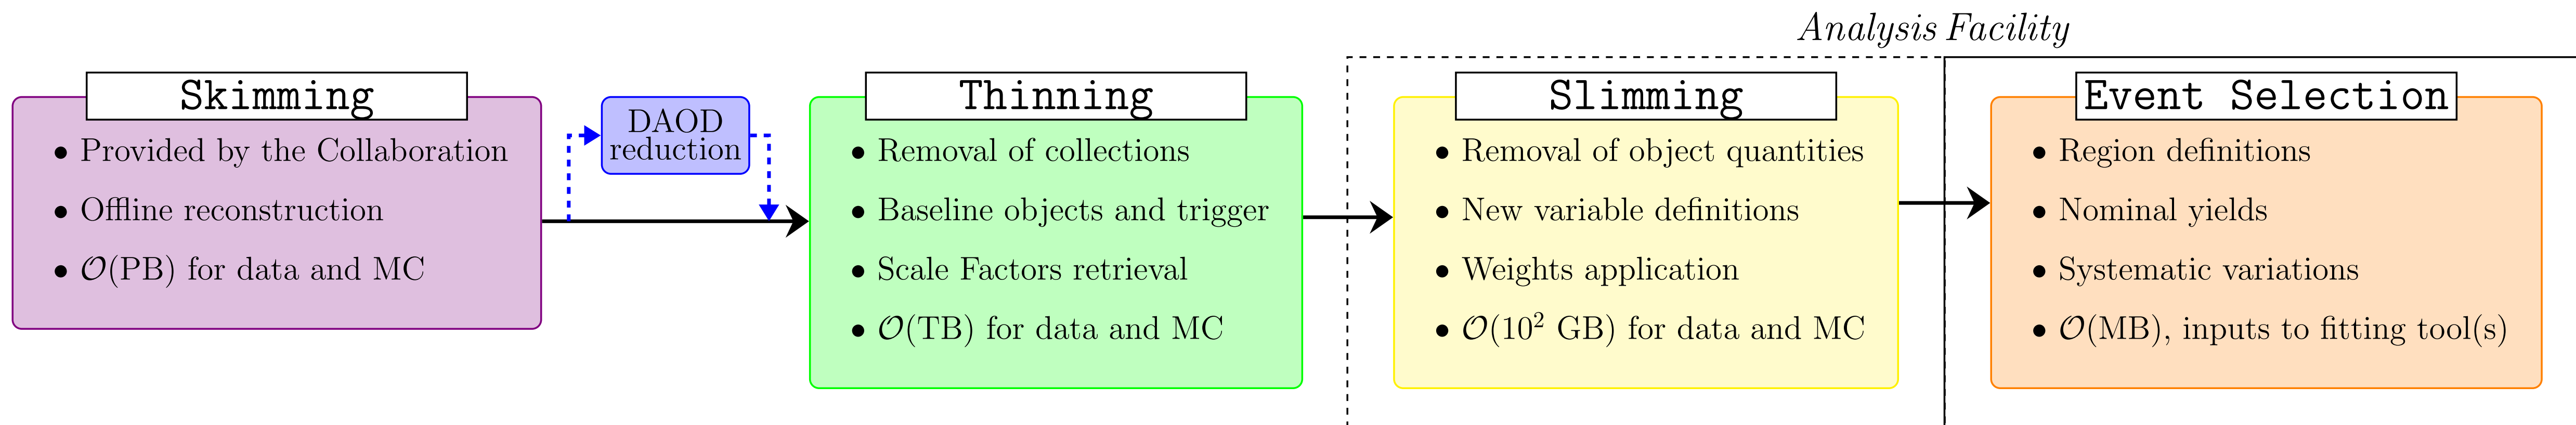 Analysis Facility
Skimming
• Provided by the Collaboration
• Offline reconstruction
• 𝒪(PB) for data and MC
DAOD
reduction
Thinning
• Removal of collections
• Baseline objects and trigger
• Scale Factors retrieval
• 𝒪(TB) for data and MC
Slimming
• Removal of object quantities
• New variable definitions
• Weights application
• 𝒪(10² GB) for data and MC
Event Selection
• Region definitions
• Nominal yields
• Systematic variations
• 𝒪(MB), inputs to fitting tool(s)